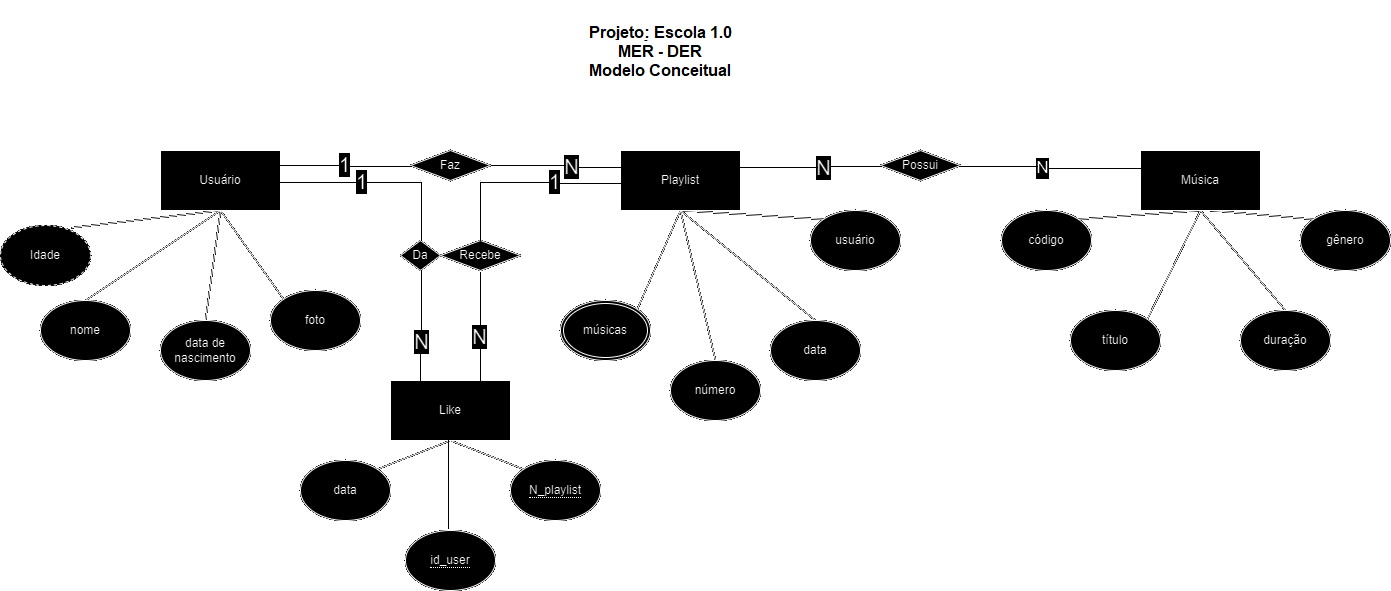 Projeto: Escola 1.0
MER - DER
Modelo Conceitual
Usuário
1
Faz
N
Playlist
N
Possui
N
Música
1
1
Idade
nome
data de
nascimento
foto
Da
Recebe
músicas
número
data
usuário
código
título
duração
gênero
N
N
Like
data
id_user
N_playlist